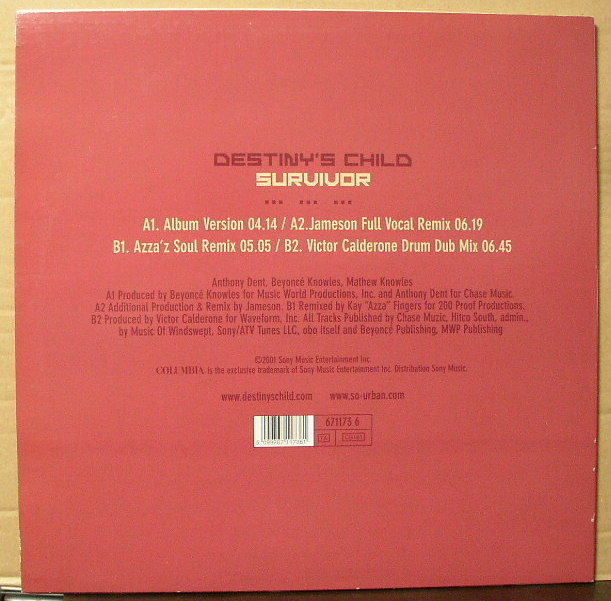 DESTINY'S CHILD
SURVIVOR
A1. Album Version 04.14 / A2.Jameson Full Vocal Remix 06.19
B1. Azza'z Soul Remix 05.05 / B2. Victor Calderone Drum Dub Mix 06.45
Anthony Dent, Beyoncé Knowles, Mathew Knowles
A1 Produced by Beyoncé Knowles for Music World Productions, Inc. and Anthony Dent for Chase Music.
A2 Additional Production & Remix by Jameson. B1 Remixed by Kay "Azza" Fingers for 200 Proof Productions.
B2 Produced by Victor Calderone for Waveform, Inc. All Tracks Published by Chase Muzic, Hitco South, admin.,
by Music Of Windswept, Sony/ATV Tunes LLC, obo itself and Beyoncé Publishing, MWP Publishing
©2001 Sony Music Entertainment Inc.
COLUMBIA is the exclusive trademark of Sony Music Entertainment Inc. Distribution Sony Music.
www.destinyschild.com www.so-urban.com
671173 6